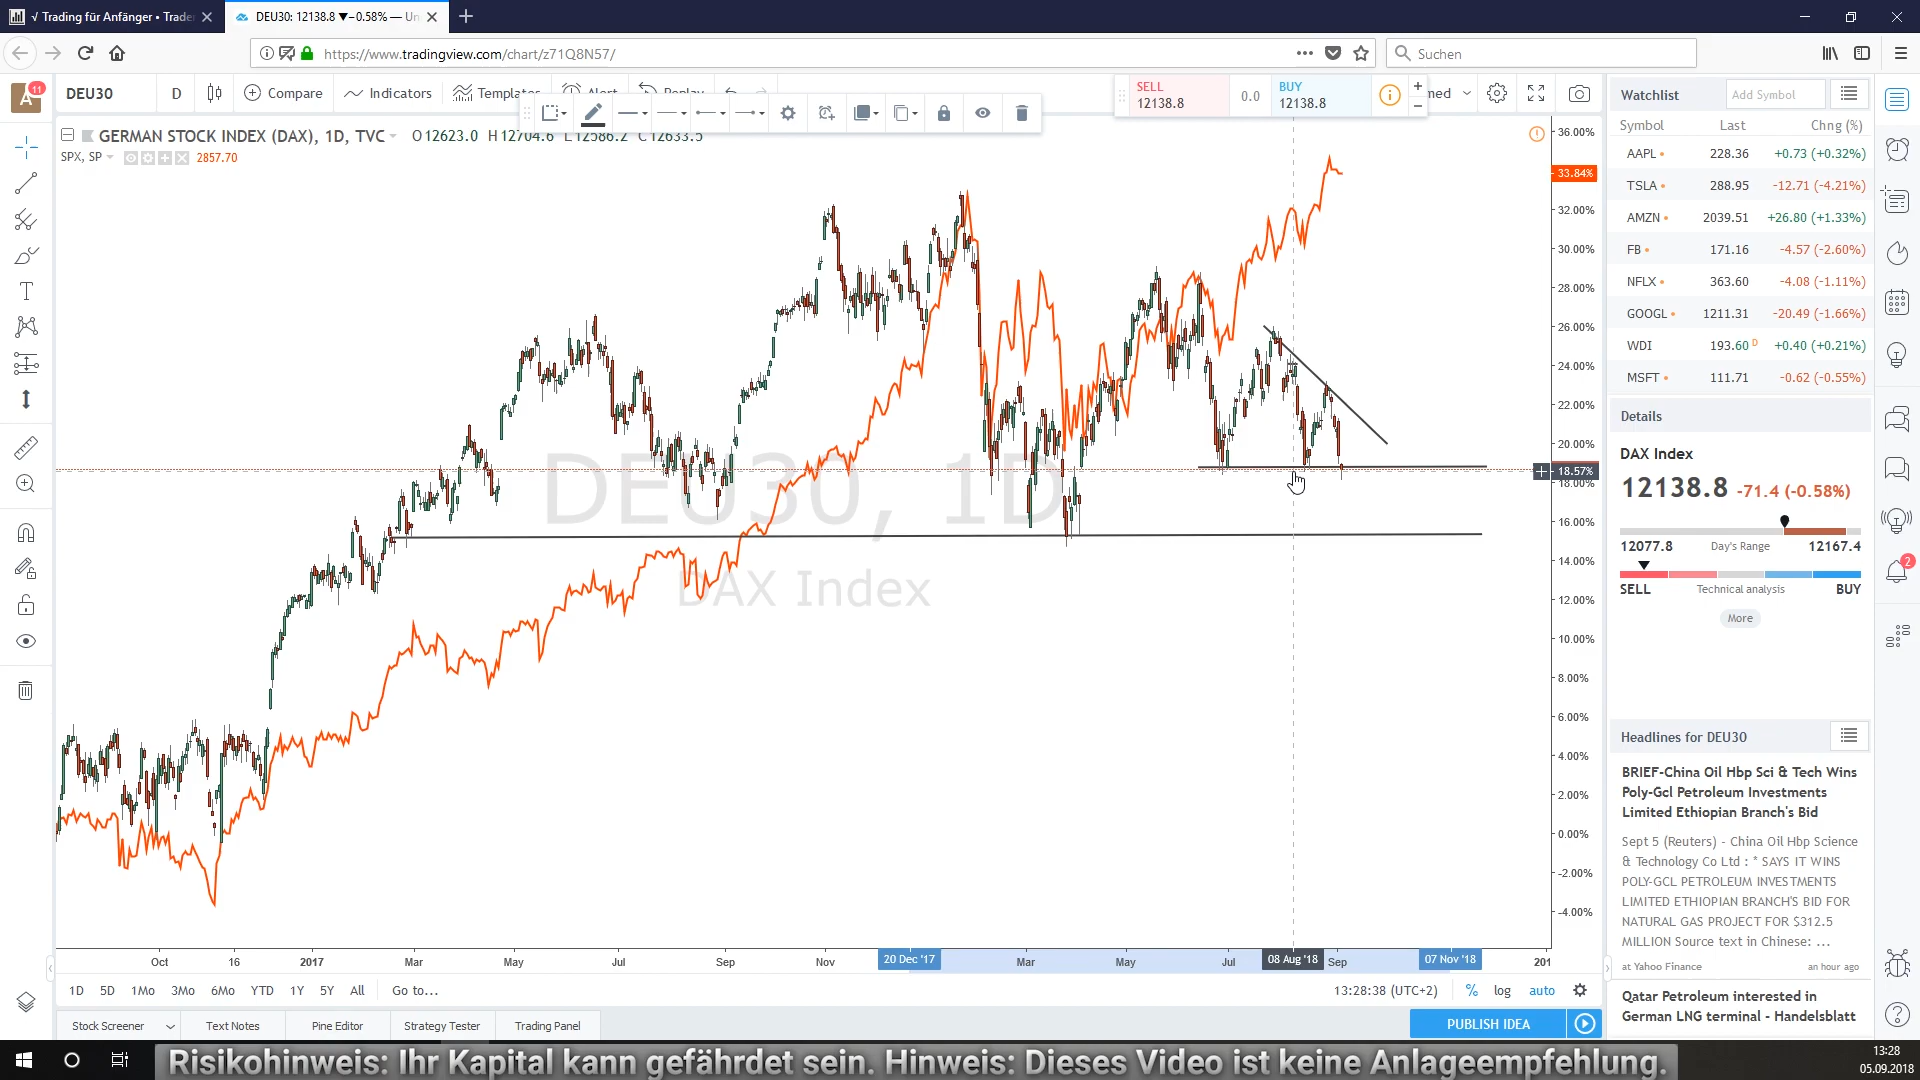 √ Trading für Anfänger • Trade
DEU30: 12138.8 ▼−0.58% — Un
https://www.tradingview.com/chart/z71Q8N57/
Suchen
A
11
DEU30
D
Compare
Indicators
Templates
Alert
Replay
SELL
12138.8
0.0
BUY
12138.8
GERMAN STOCK INDEX (DAX), 1D, TVC
O12623.0 H12704.6 L12586.2 C12633.5
SPX, SP
2857.70
DEU30, 1D
DAX Index
36.00%
33.84%
32.00%
30.00%
28.00%
26.00%
24.00%
22.00%
20.00%
18.57%
18.00%
16.00%
14.00%
12.00%
10.00%
8.00%
6.00%
4.00%
2.00%
0.00%
-2.00%
-4.00%
Oct
16
2017
Mar
May
Jul
Sep
Nov
20 Dec '17
Mar
May
Jul
08 Aug '18
Sep
07 Nov '18
201
1D 5D 1Mo 3Mo 6Mo YTD 1Y 5Y All Go to...
13:28:38 (UTC+2)
% log auto
Stock Screener
Text Notes
Pine Editor
Strategy Tester
Trading Panel
PUBLISH IDEA
Watchlist
Add Symbol
Symbol Last Chng (%)
AAPL 228.36 +0.73 (+0.32%)
TSLA 288.95 -12.71 (-4.21%)
AMZN 2039.51 +26.80 (+1.33%)
FB 171.16 -4.57 (-2.60%)
NFLX 363.60 -4.08 (-1.11%)
GOOGL 1211.31 -20.49 (-1.66%)
WDI 193.60 D +0.40 (+0.21%)
MSFT 111.71 -0.62 (-0.55%)
Details
DAX Index
12138.8 -71.4 (-0.58%)
12077.8 Day's Range 12167.4
SELL Technical analysis BUY
More
Headlines for DEU30
BRIEF-China Oil Hbp Sci & Tech Wins
Poly-Gcl Petroleum Investments
Limited Ethiopian Branch's Bid
Sept 5 (Reuters) - China Oil Hbp Science
& Technology Co Ltd : * SAYS IT WINS
POLY-GCL PETROLEUM INVESTMENTS
LIMITED ETHIOPIAN BRANCH'S BID FOR
NATURAL GAS PROJECT FOR $312.5
MILLION Source text in Chinese: ...
at Yahoo Finance
an hour ago
Qatar Petroleum interested in
German LNG terminal - Handelsblatt
2
Risikohinweis: Ihr Kapital kann gefährdet sein. Hinweis: Dieses Video ist keine Anlageempfehlung.
13:28
05.09.2018